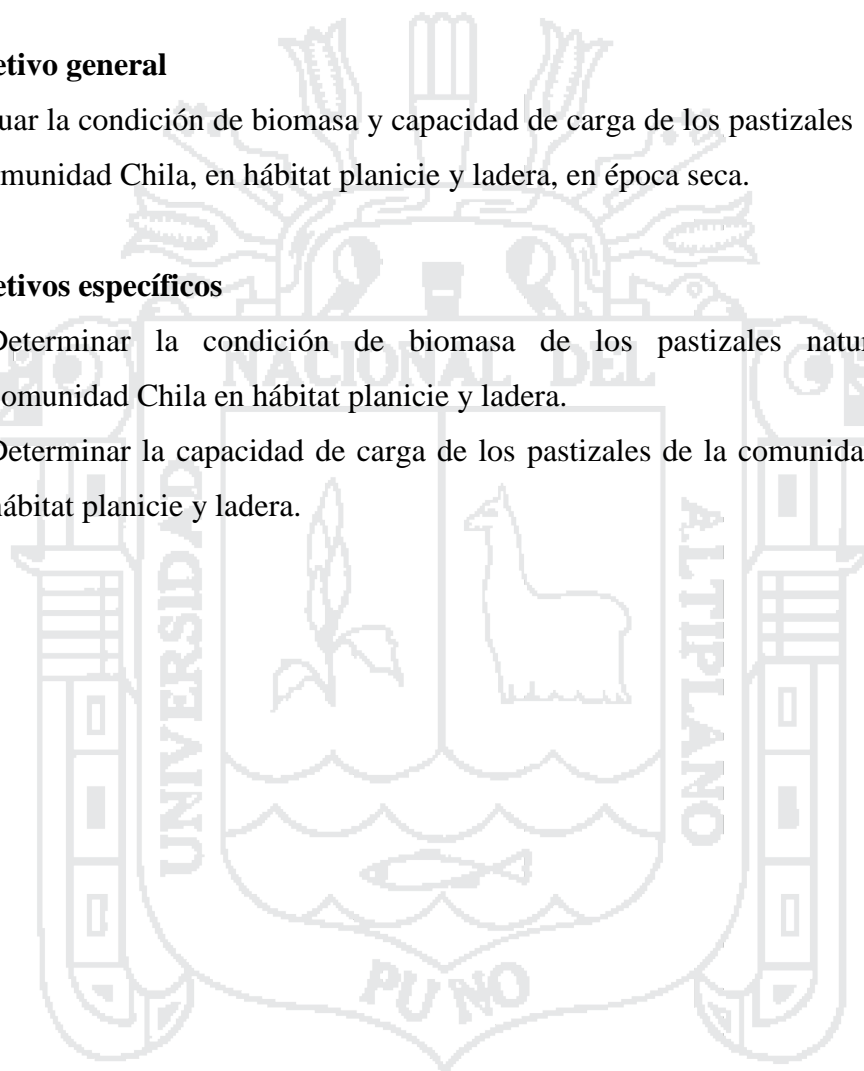 etivo general
uar la condición de biomasa y capacidad de carga de los pastizales
munidad Chila, en hábitat planicie y ladera, en época seca.
etivos específicos
Determinar la condición de biomasa de los pastizales natu
omunidad Chila en hábitat planicie y ladera.
Determinar la capacidad de carga de los pastizales de la comunida
hábitat planicie y ladera.
NACIONAL DEL
UNIVERSIDAD
ALTIPLANO
PUNO